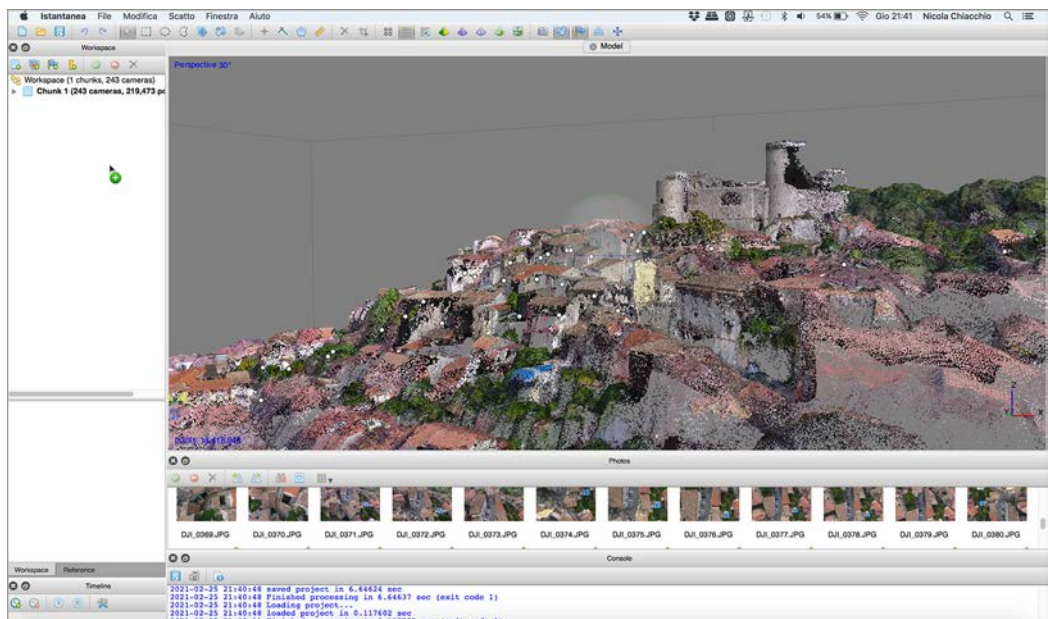 Istantanea File Modifica Scatto Finestra Aiuto 54% Gio 21:41 Nicola Chiacchio
Workspace
Model
Workspace (1 chunks, 243 cameras)
Chunk 1 (243 cameras, 219,473 po
Perspective 30°
Z
Y X
Photos
DJI_0369.JPG DJI_0370.JPG DJI_0371.JPG DJI_0372.JPG DJI_0373.JPG DJI_0374.JPG DJI_0375.JPG DJI_0376.JPG DJI_0377.JPG DJI_0378.JPG DJI_0379.JPG DJI_0380.JPG
Console
Workspace Reference
Timeline
2021-02-25 21:40:48 saved project in 6.64624 sec
2021-02-25 21:40:48 Finished processing in 6.64637 sec (exit code 1)
2021-02-25 21:40:48 Loading project...
2021-02-25 21:40:48 loaded project in 0.117602 sec